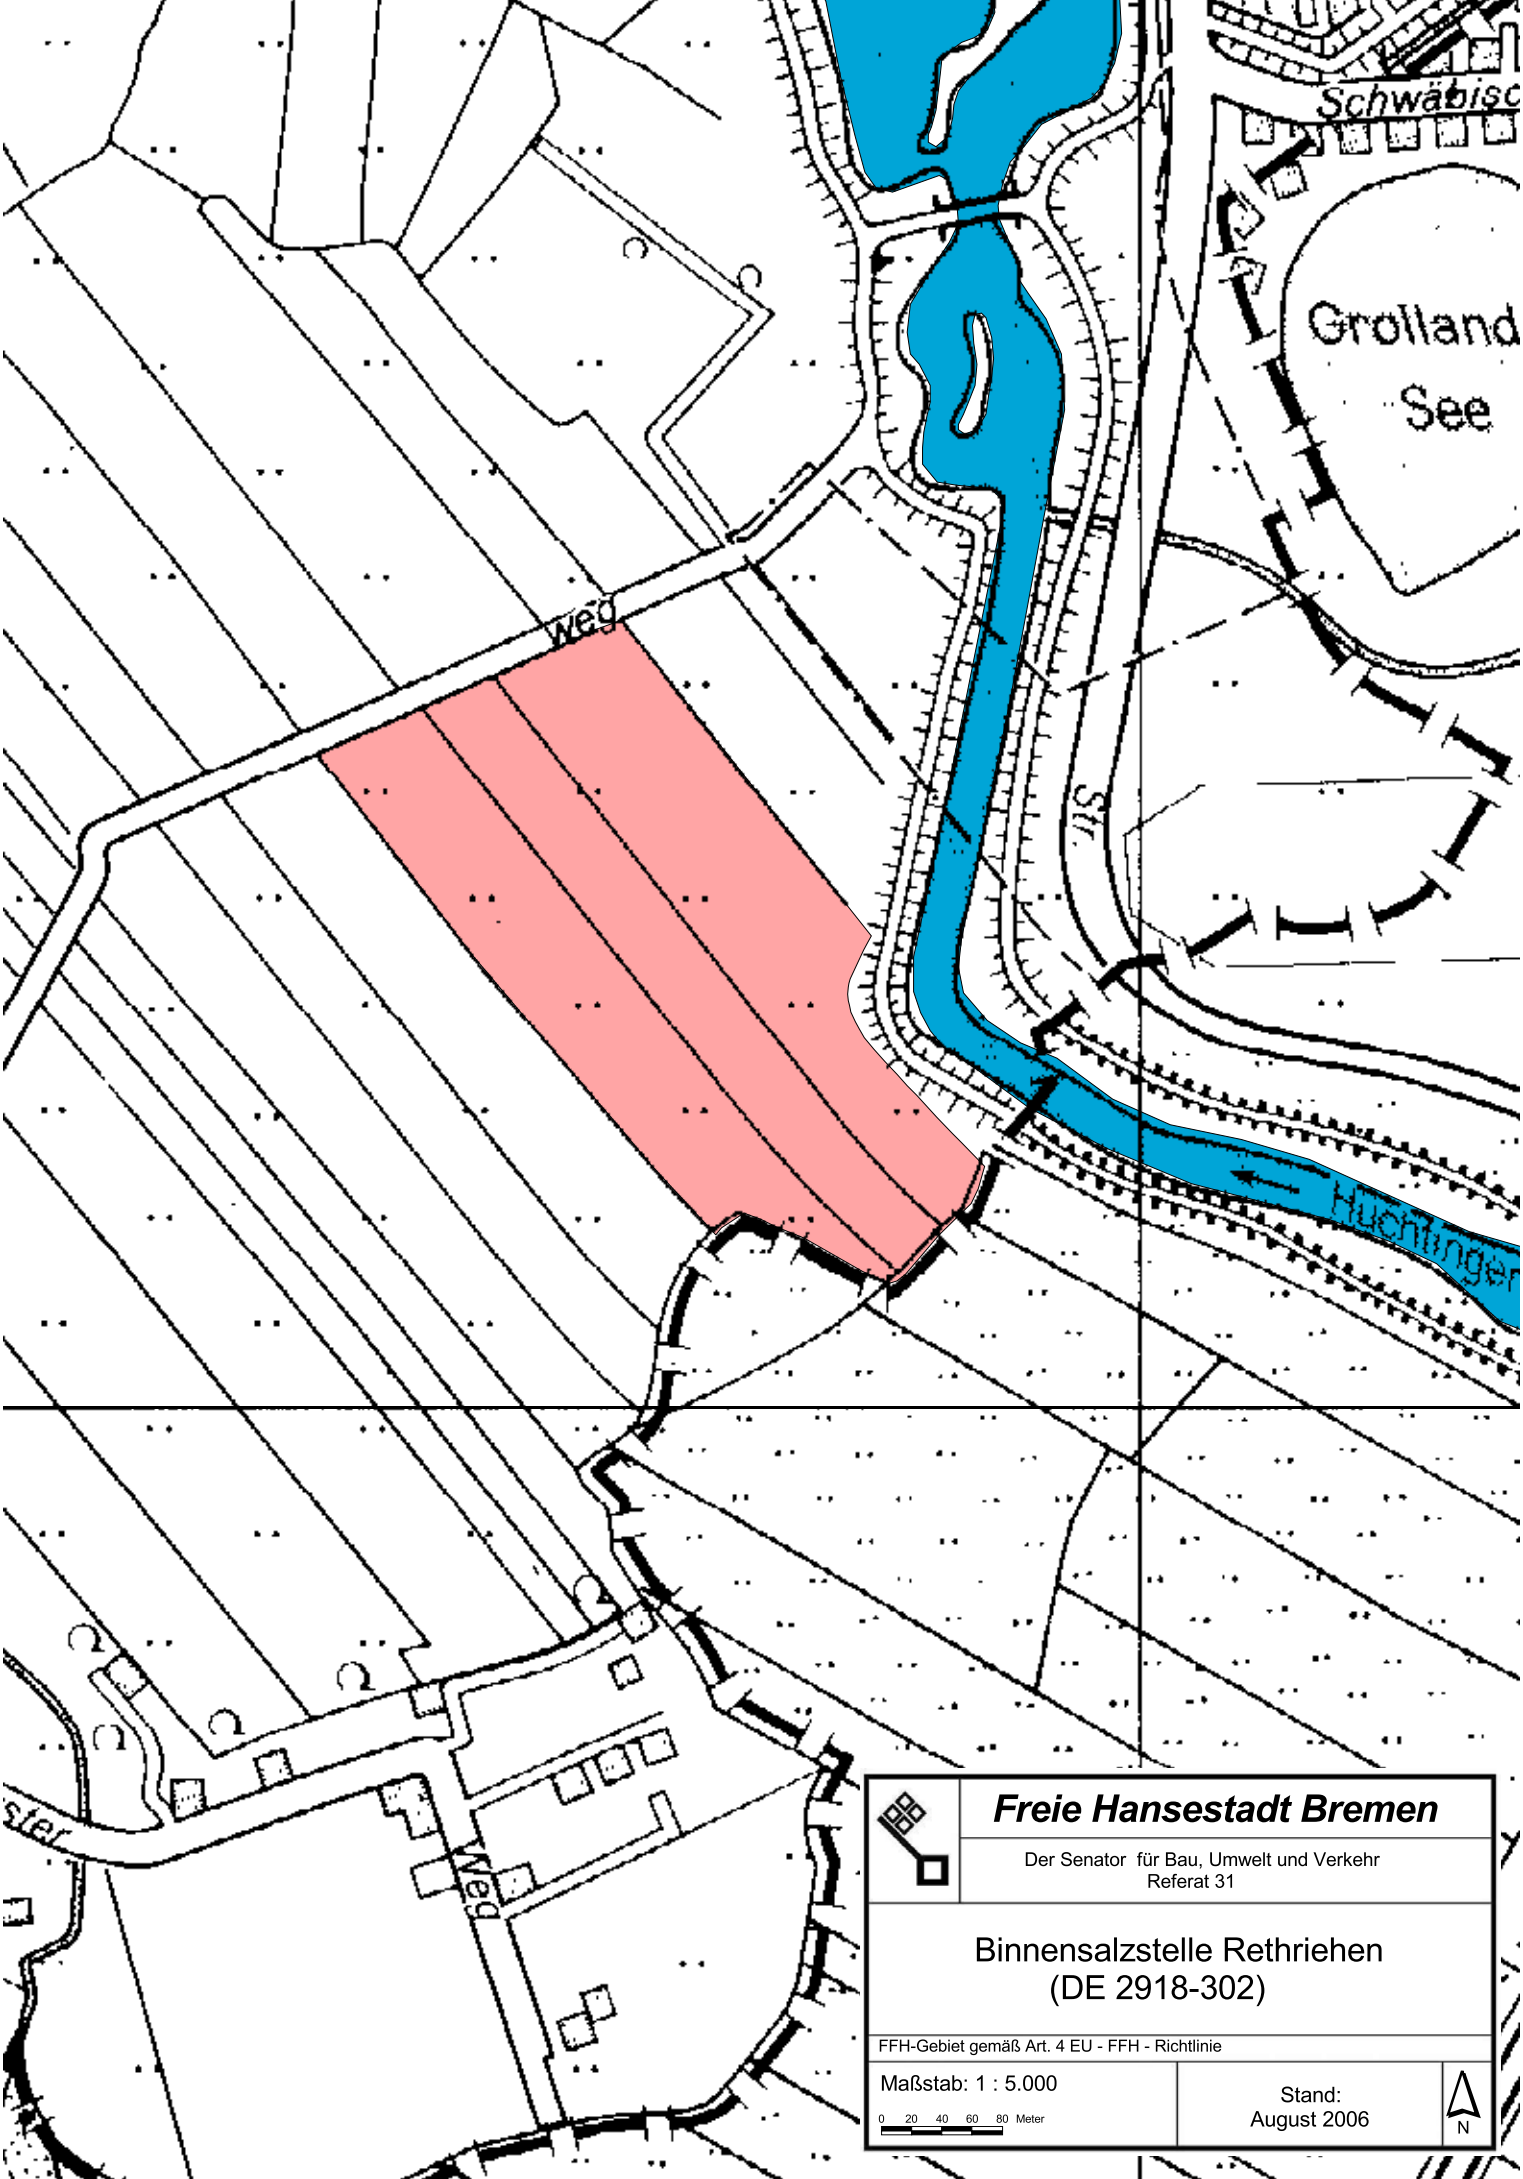 Schwäbisc
Grolland
See
weg
Str.
Huchtinger
ster
Weg
Freie Hansestadt Bremen
Der Senator für Bau, Umwelt und Verkehr
Referat 31
Binnensalzstelle Rethriehen
(DE 2918-302)
FFH-Gebiet gemäß Art. 4 EU - FFH - Richtlinie
Maßstab: 1 : 5.000
0 20 40 60 80 Meter
Stand:
August 2006
N